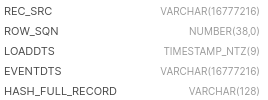 REC_SRC VARCHAR(16777216)
ROW_SQN NUMBER(38,0)
LOADDTS TIMESTAMP_NTZ(9)
EVENTDTS VARCHAR(16777216)
HASH_FULL_RECORD VARCHAR(128)